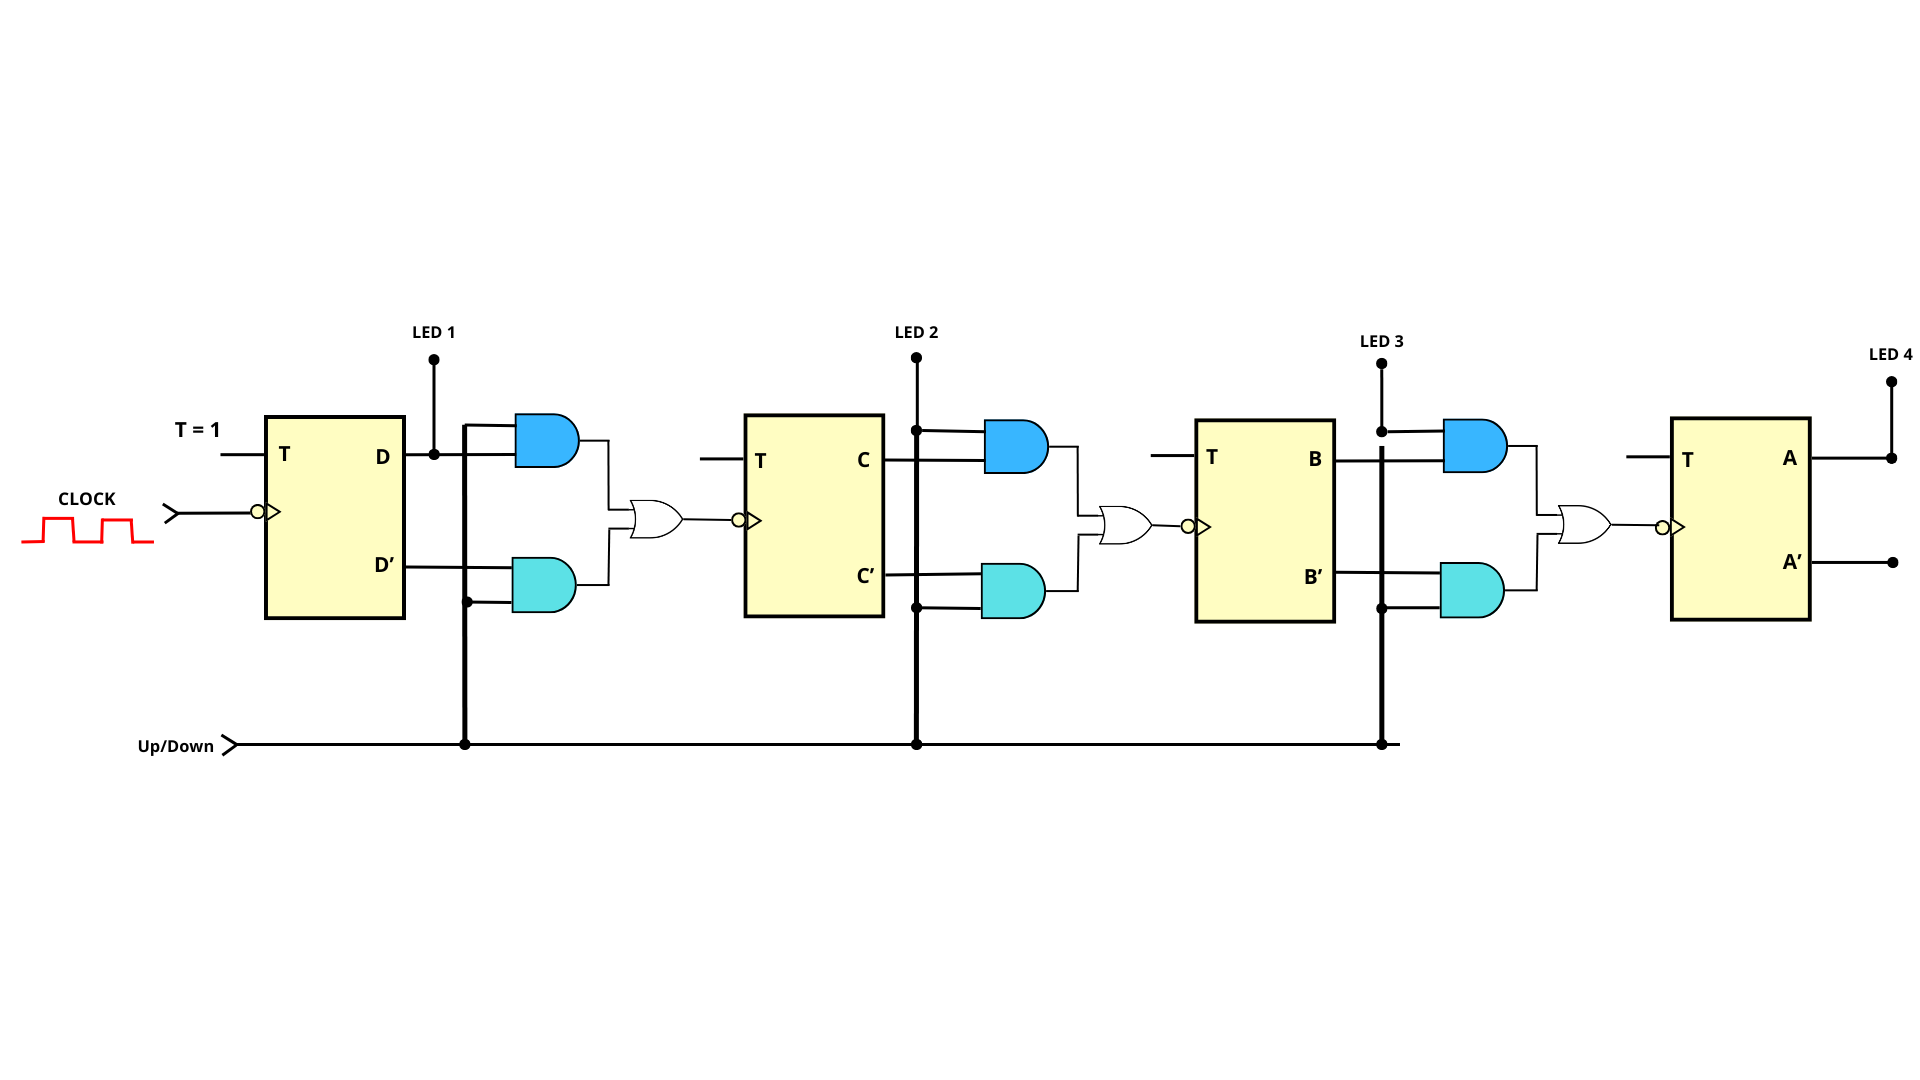 LED 1
LED 2
LED 3
LED 4
T = 1
T
D
T
C
T
B
T
A
CLOCK
D’
C’
B’
A’
Up/Down